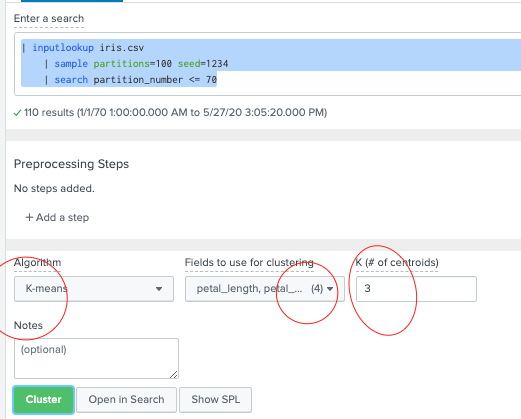 Enter a search
| inputlookup iris.csv
| sample partitions=100 seed=1234
| search partition_number <= 70
✓ 110 results (1/1/70 1:00:00.000 AM to 5/27/20 3:05:20.000 PM)
Preprocessing Steps
No steps added.
+ Add a step
Algorithm Fields to use for clustering K (# of centroids)
K-means petal_length, petal_... (4) 3
Notes
(optional)
Cluster Open in Search Show SPL